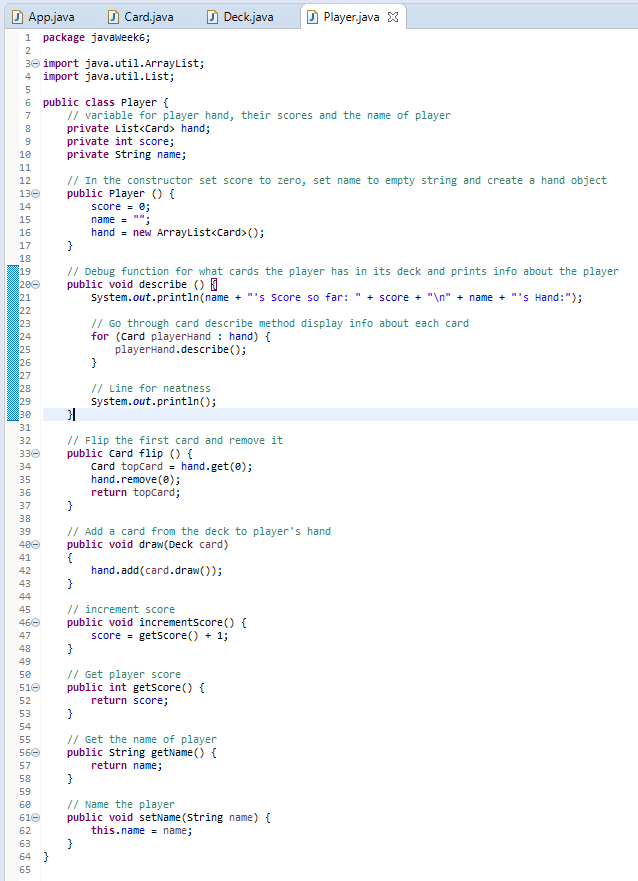 App.java Card.java Deck.java Player.java
1 package javaWeek6;
2
3 import java.util.ArrayList;
4 import java.util.List;
5
6 public class Player {
7     // variable for player hand, their scores and the name of player
8     private List<Card> hand;
9     private int score;
10     private String name;
11
12     // In the constructor set score to zero, set name to empty string and create a hand object
13     public Player () {
14         score = 0;
15         name = "";
16         hand = new ArrayList<Card>();
17     }
18
19     // Debug function for what cards the player has in its deck and prints info about the player
20     public void describe () {
21         System.out.println(name + "'s Score so far: " + score + "\n" + name + "'s Hand:");
22
23         // Go through card describe method display info about each card
24         for (Card playerHand : hand) {
25             playerHand.describe();
26         }
27
28         // Line for neatness
29         System.out.println();
30     }
31
32     // Flip the first card and remove it
33     public Card flip () {
34         Card topCard = hand.get(0);
35         hand.remove(0);
36         return topCard;
37     }
38
39     // Add a card from the deck to player's hand
40     public void draw(Deck card)
41     {
42         hand.add(card.draw());
43     }
44
45     // increment score
46     public void incrementScore() {
47         score = getScore() + 1;
48     }
49
50     // Get player score
51     public int getScore() {
52         return score;
53     }
54
55     // Get the name of player
56     public String getName() {
57         return name;
58     }
59
60     // Name the player
61     public void setName(String name) {
62         this.name = name;
63     }
64 }
65